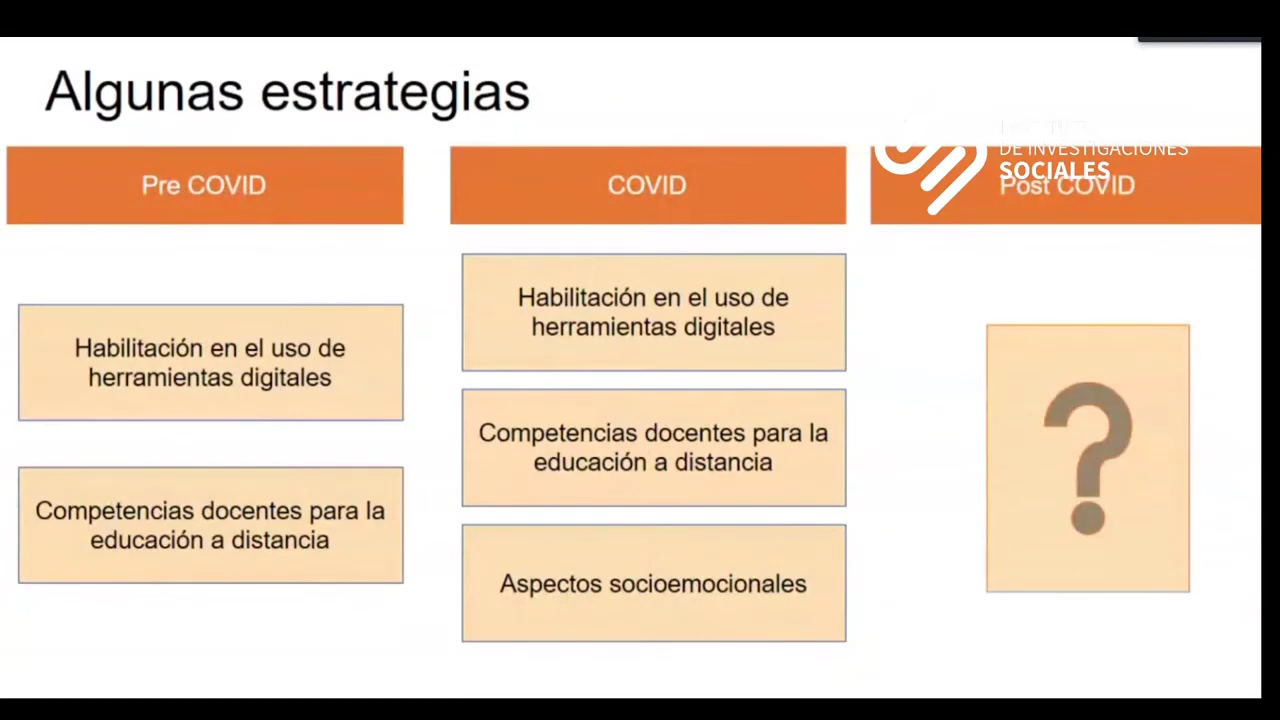 Algunas estrategias
Pre COVID
Habilitación en el uso de
herramientas digitales
Competencias docentes para la
educación a distancia
COVID
Habilitación en el uso de
herramientas digitales
Competencias docentes para la
educación a distancia
Aspectos socioemocionales
DE INVESTIGACIONES
SOCIALES
Post COVID
?